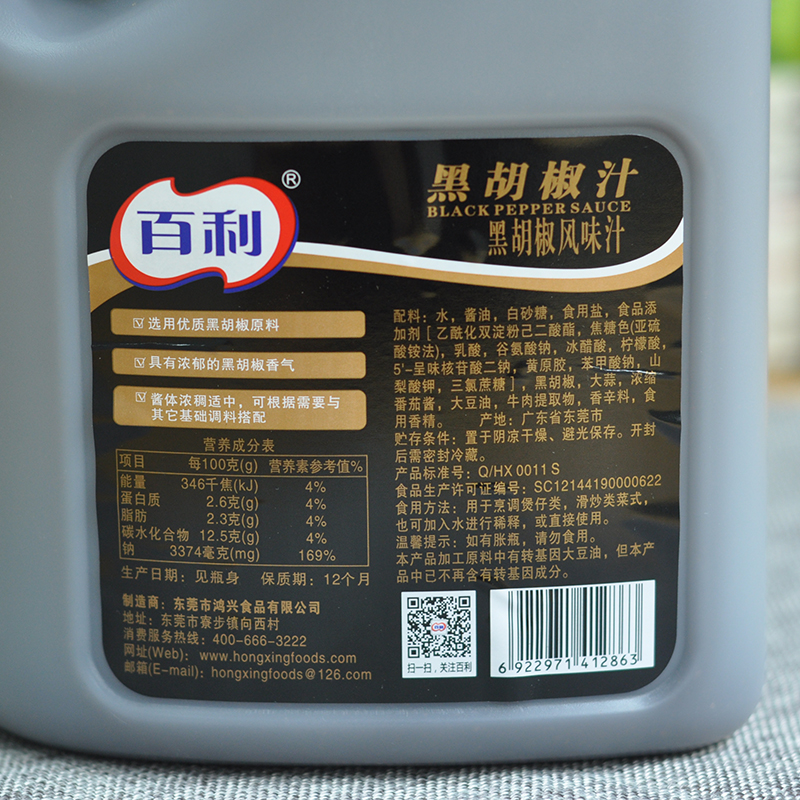 百利®
黑胡椒汁
BLACK PEPPER SAUCE
黑胡椒风味汁
选用优质黑胡椒原料
具有浓郁的黑胡椒香气
酱体浓稠适中，可根据需要与
其它基础调料搭配
营养成分表
项目 每100克(g) 营养素参考值%
能量 346千焦(kJ) 4%
蛋白质 2.6克(g) 4%
脂肪 2.3克(g) 4%
碳水化合物 12.5克(g) 4%
钠 3374毫克(mg) 169%
生产日期：见瓶身 保质期：12个月
制造商：东莞市鸿兴食品有限公司
地址：东莞市寮步镇向西村
消费服务热线：400-666-3222
网址(Web)：www.hongxingfoods.com
邮箱(E-mail)：hongxingfoods@126.com
配料：水，酱油，白砂糖，食用盐，食品添
加剂[乙酰化双淀粉己二酸酯，焦糖色(亚硫
酸铵法)，乳酸，谷氨酸钠，冰醋酸，柠檬酸，
5'-呈味核苷酸二钠，黄原胶，苯甲酸钠，山
梨酸钾，三氯蔗糖]，黑胡椒，大蒜，浓缩
番茄酱，大豆油，牛肉提取物，香辛料，食
用香精。 产地：广东省东莞市
贮存条件：置于阴凉干燥、避光保存。开封
后需密封冷藏。
产品标准号：Q/HX 0011 S
食品生产许可证编号：SC12144190000622
食用方法：用于烹调煲仔类，滑炒类菜式，
也可加入水进行稀释，或直接使用。
温馨提示：如有胀瓶，请勿食用。
本产品加工原料中有转基因大豆油，但本产
品中已不再含有转基因成分。
百利
扫一扫，关注百利
6 922971 412863